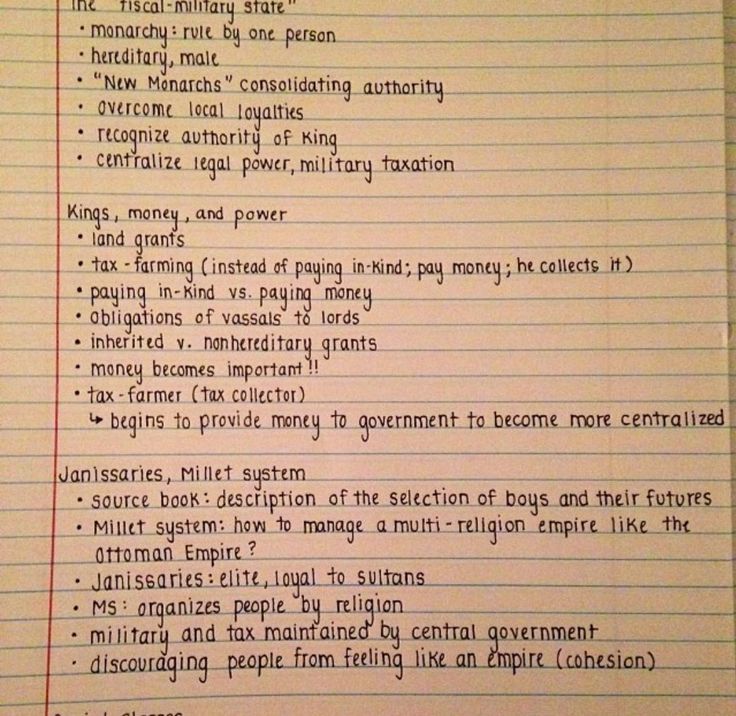 The "fiscal-military state"
• monarchy: rule by one person
• hereditary, male
• "New Monarchs" consolidating authority
• overcome local loyalties
• recognize authority of King
• centralize legal power, military taxation
Kings, money, and power
• land grants
• tax-farming (instead of paying in-kind; pay money; he collects it)
• paying in-kind vs. paying money
• obligations of vassals to lords
• inherited v. nonhereditary grants
• money becomes important!!
• tax-farmer (tax collector)
↳ begins to provide money to government to become more centralized
Janissaries, Millet system
• source book: description of the selection of boys and their futures
• Millet system: how to manage a multi-religion empire like the
Ottoman Empire?
• Janissaries: elite, loyal to sultans
• MS: organizes people by religion
• military and tax maintained by central government
• discouraging people from feeling like an empire (cohesion)